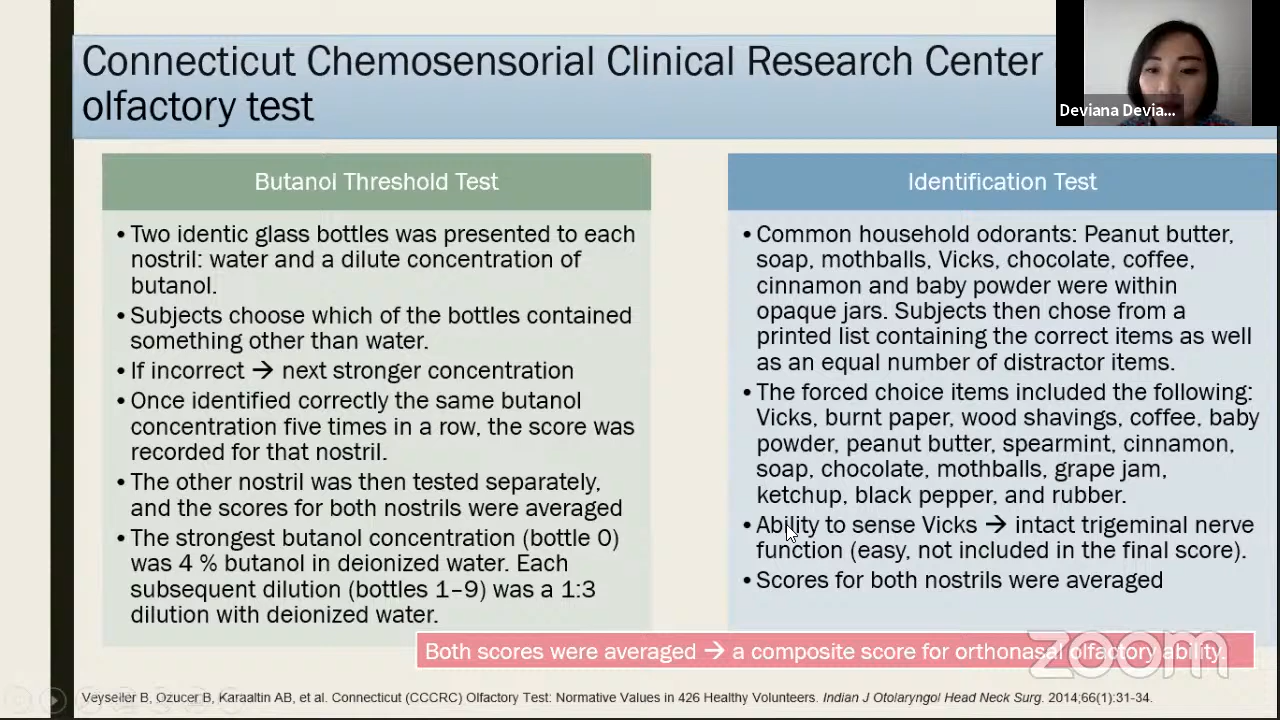 Connecticut Chemosensorial Clinical Research Center
olfactory test
Deviana Devia...
Butanol Threshold Test
• Two identic glass bottles was presented to each
nostril: water and a dilute concentration of
butanol.
• Subjects choose which of the bottles contained
something other than water.
• If incorrect → next stronger concentration
• Once identified correctly the same butanol
concentration five times in a row, the score was
recorded for that nostril.
• The other nostril was then tested separately,
and the scores for both nostrils were averaged
• The strongest butanol concentration (bottle 0)
was 4 % butanol in deionized water. Each
subsequent dilution (bottles 1–9) was a 1:3
dilution with deionized water.
Identification Test
• Common household odorants: Peanut butter,
soap, mothballs, Vicks, chocolate, coffee,
cinnamon and baby powder were within
opaque jars. Subjects then chose from a
printed list containing the correct items as well
as an equal number of distractor items.
• The forced choice items included the following:
Vicks, burnt paper, wood shavings, coffee, baby
powder, peanut butter, spearmint, cinnamon,
soap, chocolate, mothballs, grape jam,
ketchup, black pepper, and rubber.
• Ability to sense Vicks → intact trigeminal nerve
function (easy, not included in the final score).
• Scores for both nostrils were averaged
Both scores were averaged → a composite score for orthonasal olfactory ability
zoom
Veyseller B, Ozucer B, Karaaltin AB, et al. Connecticut (CCCRC) Olfactory Test: Normative Values in 426 Healthy Volunteers. Indian J Otolaryngol Head Neck Surg. 2014;66(1):31-34.